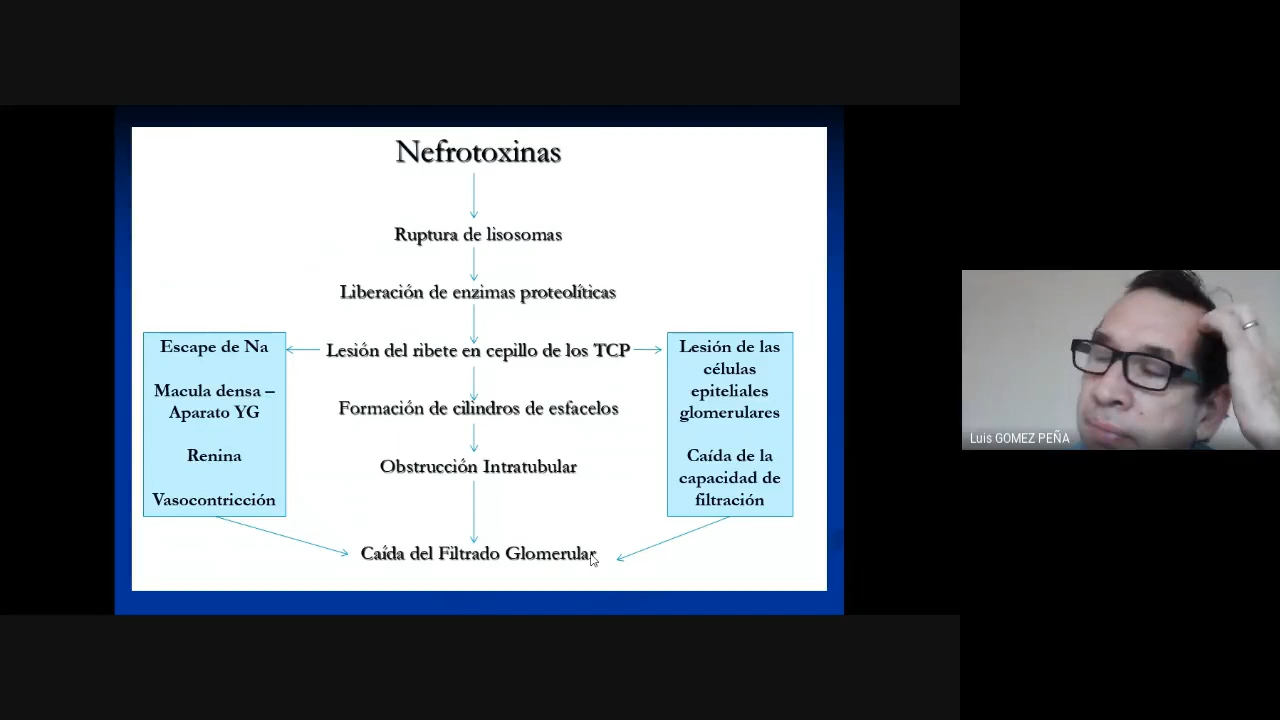 Nefrotoxinas
Ruptura de lisosomas
Liberación de enzimas proteolíticas
Lesión del ribete en cepillo de los TCP
Formación de cilindros de esfacelos
Obstrucción Intratubular
Caída del Filtrado Glomerular
Escape de Na
Macula densa –
Aparato YG
Renina
Vasocontricción
Lesión de las
células
epiteliales
glomerulares
Caída de la
capacidad de
filtración
Luis GOMEZ PEÑA